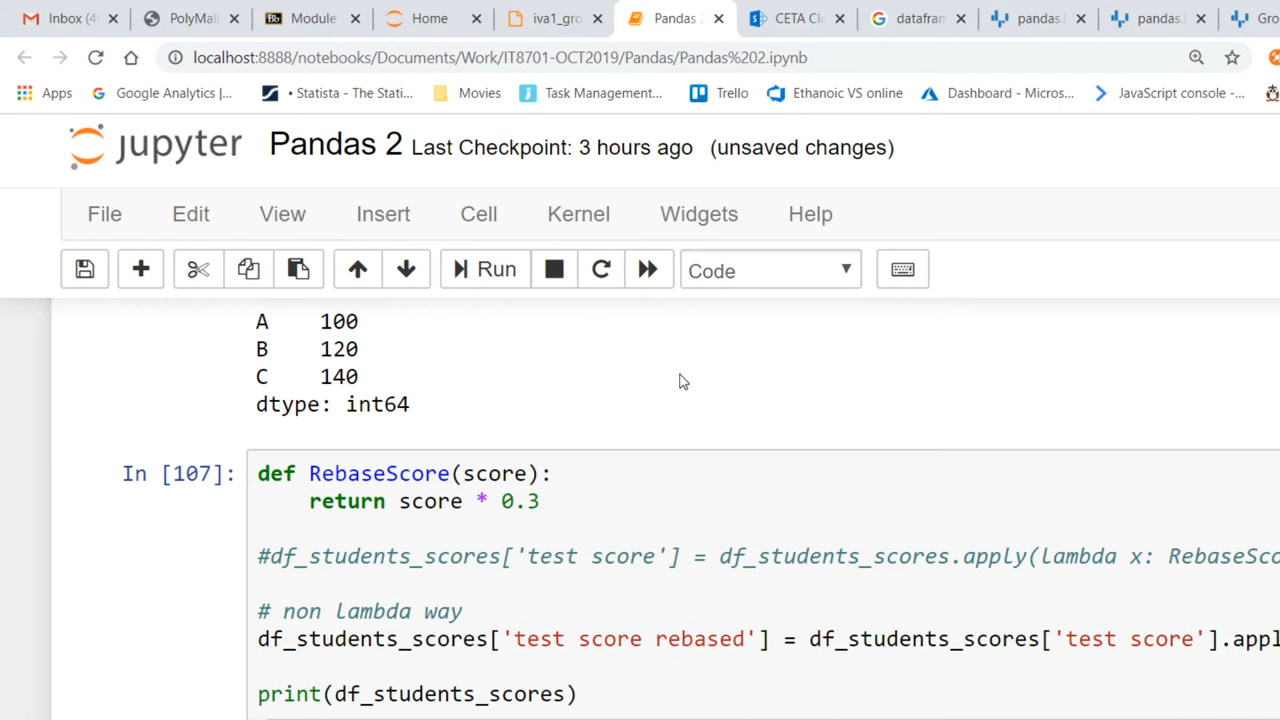 Inbox (4
PolyMall
Bb Module
Home
iva1_gro
Pandas 2
CETA Clo
datafram
pandas.
pandas.
Gro
localhost:8888/notebooks/Documents/Work/IT8701-OCT2019/Pandas/Pandas%202.ipynb
Apps
Google Analytics |...
• Statista - The Stati...
Movies
Task Management...
Trello
Ethanoic VS online
Dashboard - Micros...
JavaScript console -...
jupyter Pandas 2 Last Checkpoint: 3 hours ago (unsaved changes)
File Edit View Insert Cell Kernel Widgets Help
Run Code
A 100
B 120
C 140
dtype: int64
In [107]: def RebaseScore(score):
return score * 0.3
#df_students_scores['test score'] = df_students_scores.apply(lambda x: RebaseSco
# non lambda way
df_students_scores['test score rebased'] = df_students_scores['test score'].appl
print(df_students_scores)